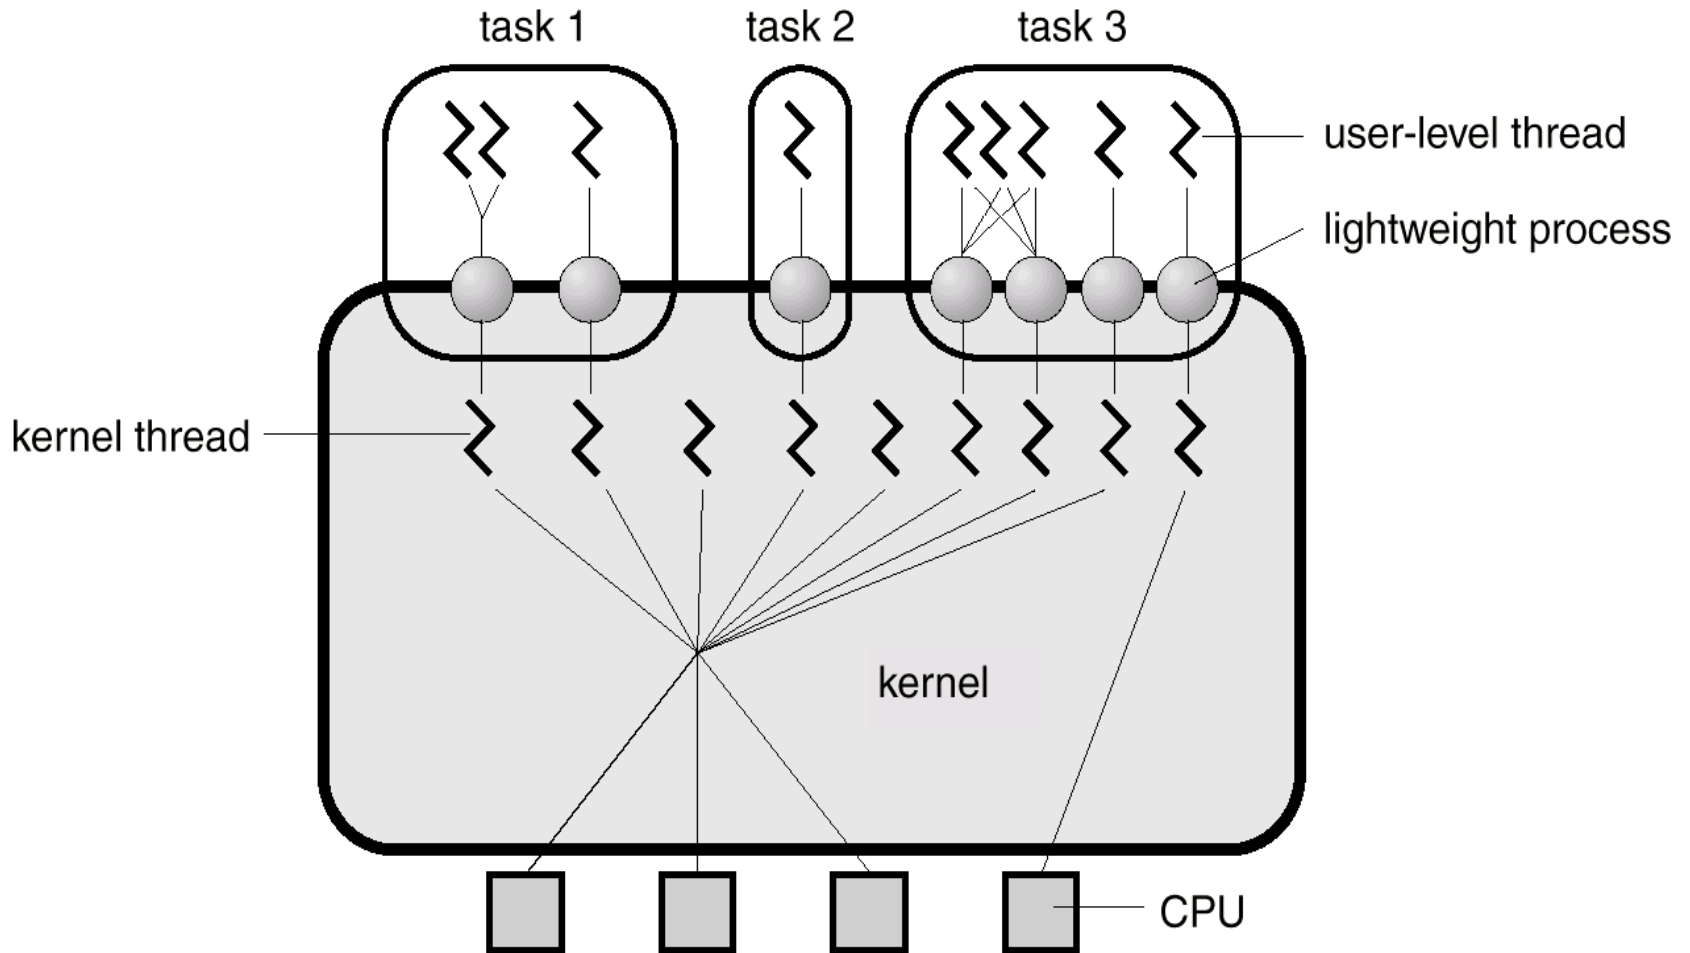 task 1
task 2
task 3
user-level thread
lightweight process
kernel thread
kernel
CPU